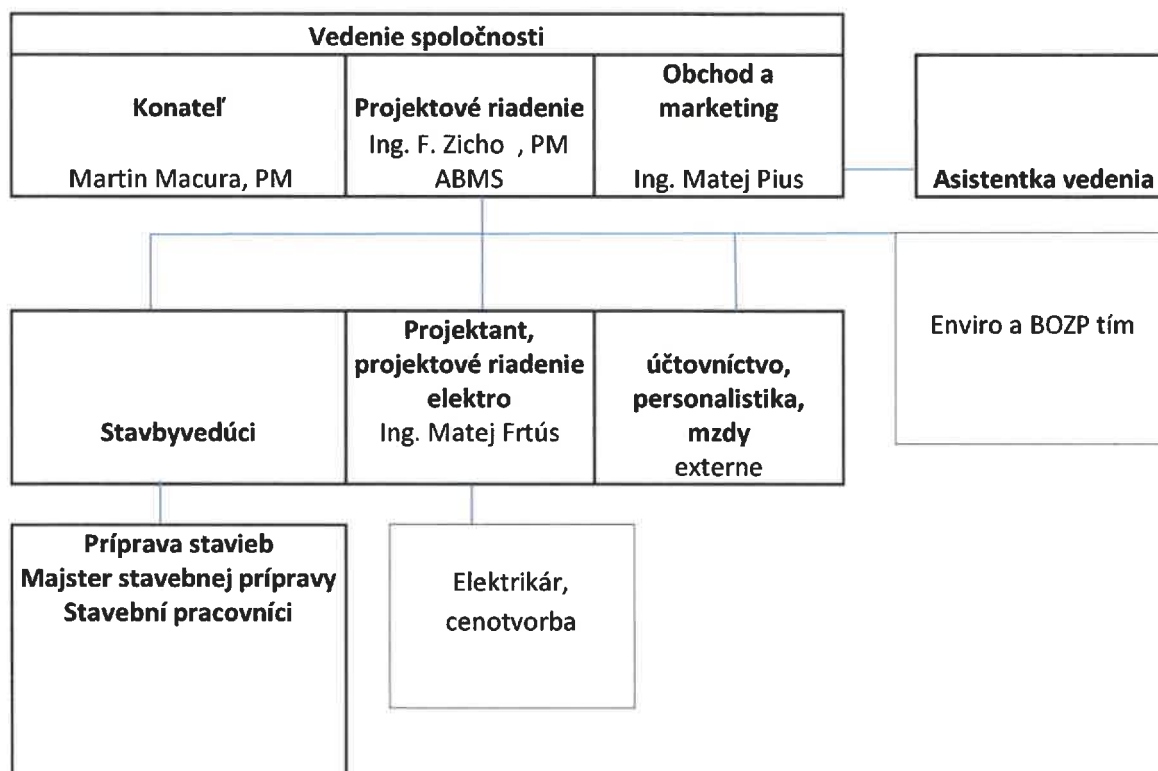 Vedenie spoločnosti
Konateľ
Martin Macura, PM
Projektové riadenie
Ing. F. Zicho , PM
ABMS
Obchod a
marketing
Ing. Matej Pius
Asistentka vedenia
Stavbyvedúci
Projektant,
projektové riadenie
elektro
Ing. Matej Frtús
účtovníctvo,
personalistika,
mzdy
externe
Enviro a BOZP tím
Príprava stavieb
Majster stavebnej prípravy
Stavební pracovníci
Elektrikár,
cenotvorba